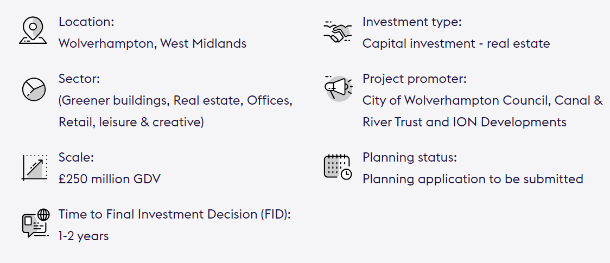 Location:
Wolverhampton, West Midlands
Sector:
(Greener buildings, Real estate, Offices,
Retail, leisure & creative)
Scale:
£250 million GDV
Time to Final Investment Decision (FID):
1-2 years
Investment type:
Capital investment - real estate
Project promoter:
City of Wolverhampton Council, Canal &
River Trust and ION Developments
Planning status:
Planning application to be submitted